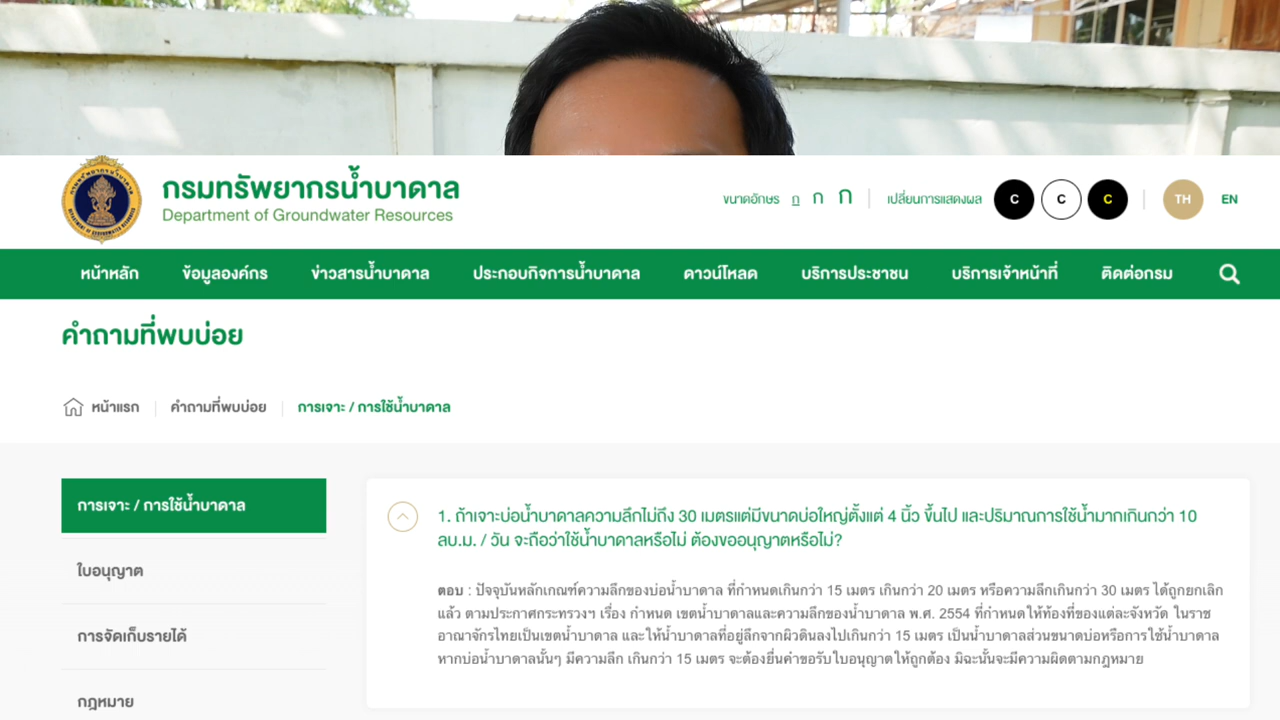 กรมทรัพยากรน้ำบาดาล
Department of Groundwater Resources
ขนาดอักษร ก ก ก เปลี่ยนการแสดงผล C C C TH EN
หน้าหลัก ข้อมูลองค์กร ข่าวสารน้ำบาดาล ประกอบกิจการน้ำบาดาล ดาวน์โหลด บริการประชาชน บริการเจ้าหน้าที่ ติดต่อกรม
คำถามที่พบบ่อย
หน้าแรก คำถามที่พบบ่อย การเจาะ / การใช้น้ำบาดาล
การเจาะ / การใช้น้ำบาดาล
ใบอนุญาต
การจัดเก็บรายได้
กฎหมาย
1. ถ้าเจาะบ่อน้ำบาดาลความลึกไม่ถึง 30 เมตรแต่มีขนาดบ่อใหญ่ตั้งแต่ 4 นิ้ว ขึ้นไป และปริมาณการใช้น้ำมากเกินกว่า 10
ลบ.ม. / วัน จะถือว่าใช้น้ำบาดาลหรือไม่ ต้องขออนุญาตหรือไม่?
ตอบ : ปัจจุบันหลักเกณฑ์ความลึกของบ่อน้ำบาดาล ที่กำหนดเกินกว่า 15 เมตร เกินกว่า 20 เมตร หรือความลึกเกินกว่า 30 เมตร ได้ถูกยกเลิก
แล้ว ตามประกาศกระทรวงฯ เรื่อง กำหนด เขตน้ำบาดาลและความลึกของน้ำบาดาล พ.ศ. 2554 ที่กำหนดให้ท้องที่ของแต่ละจังหวัด ในราช
อาณาจักรไทยเป็นเขตน้ำบาดาล และให้น้ำบาดาลที่อยู่ลึกจากผิวดินลงไปเกินกว่า 15 เมตร เป็นน้ำบาดาลส่วนขนาดบ่อหรือการใช้น้ำบาดาล
หากบ่อน้ำบาดาลนั้นๆ มีความลึก เกินกว่า 15 เมตร จะต้องยื่นคำขอรับใบอนุญาตให้ถูกต้อง มิฉะนั้นจะมีความผิดตามกฎหมาย